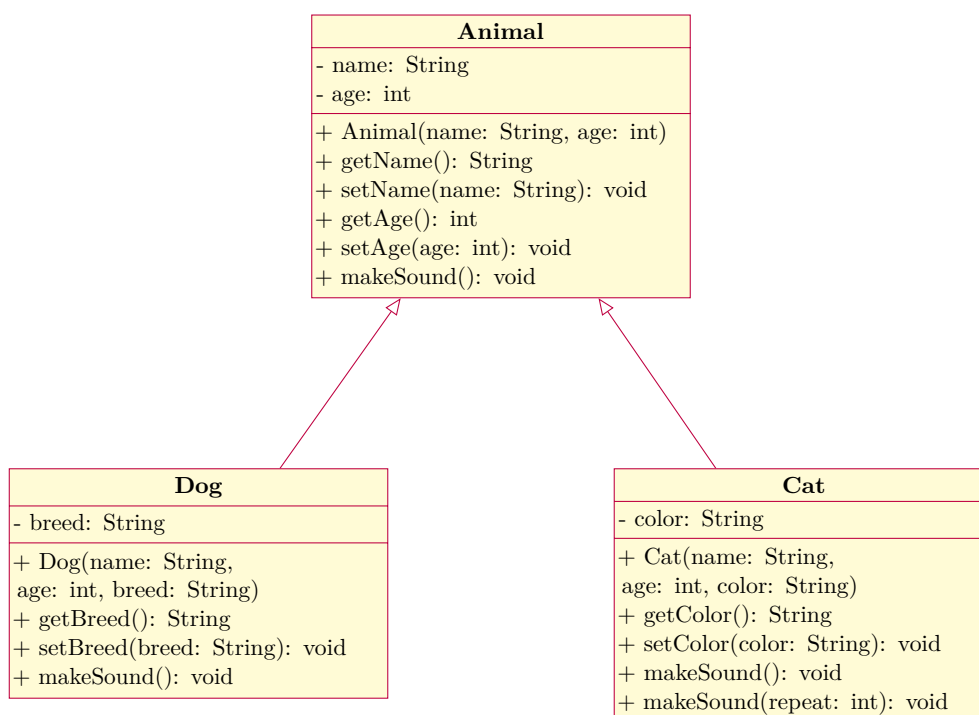 Animal
- name: String
- age: int
+ Animal(name: String, age: int)
+ getName(): String
+ setName(name: String): void
+ getAge(): int
+ setAge(age: int): void
+ makeSound(): void
Dog
- breed: String
+ Dog(name: String,
age: int, breed: String)
+ getBreed(): String
+ setBreed(breed: String): void
+ makeSound(): void
Cat
- color: String
+ Cat(name: String,
age: int, color: String)
+ getColor(): String
+ setColor(color: String): void
+ makeSound(): void
+ makeSound(repeat: int): void